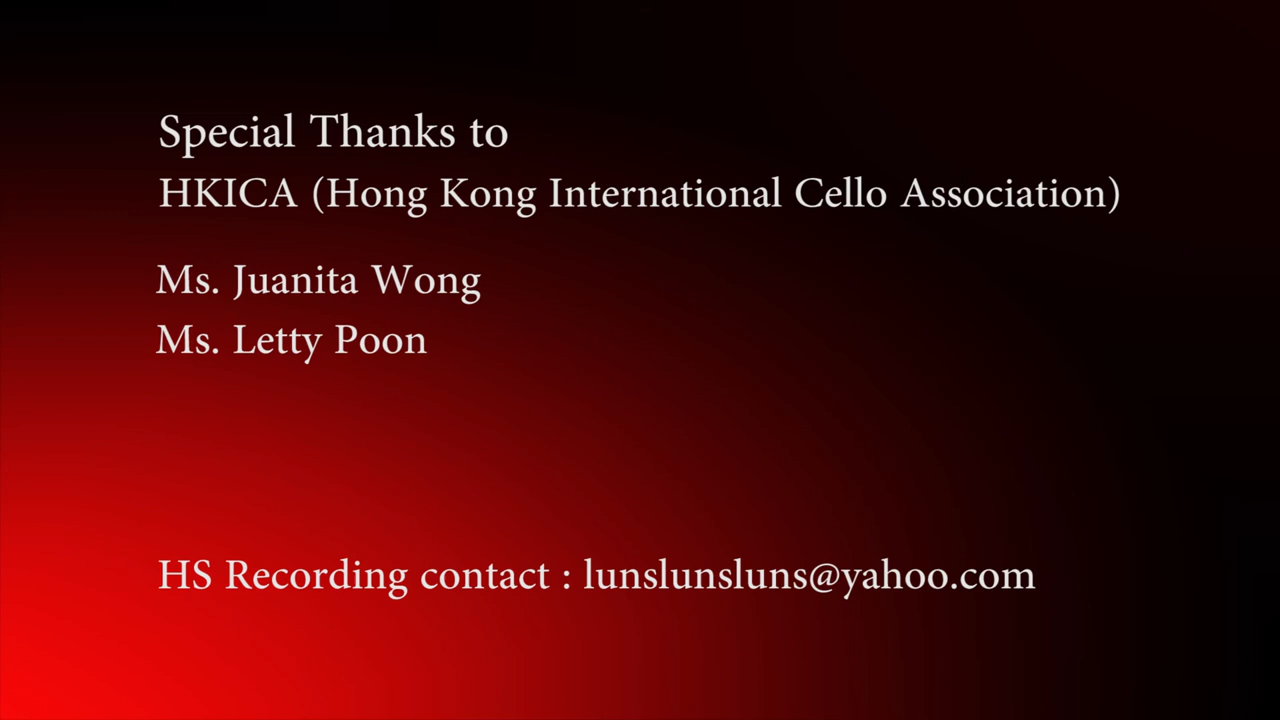 Special Thanks to
HKICA (Hong Kong International Cello Association)
Ms. Juanita Wong
Ms. Letty Poon
HS Recording contact : lunslunsluns@yahoo.com